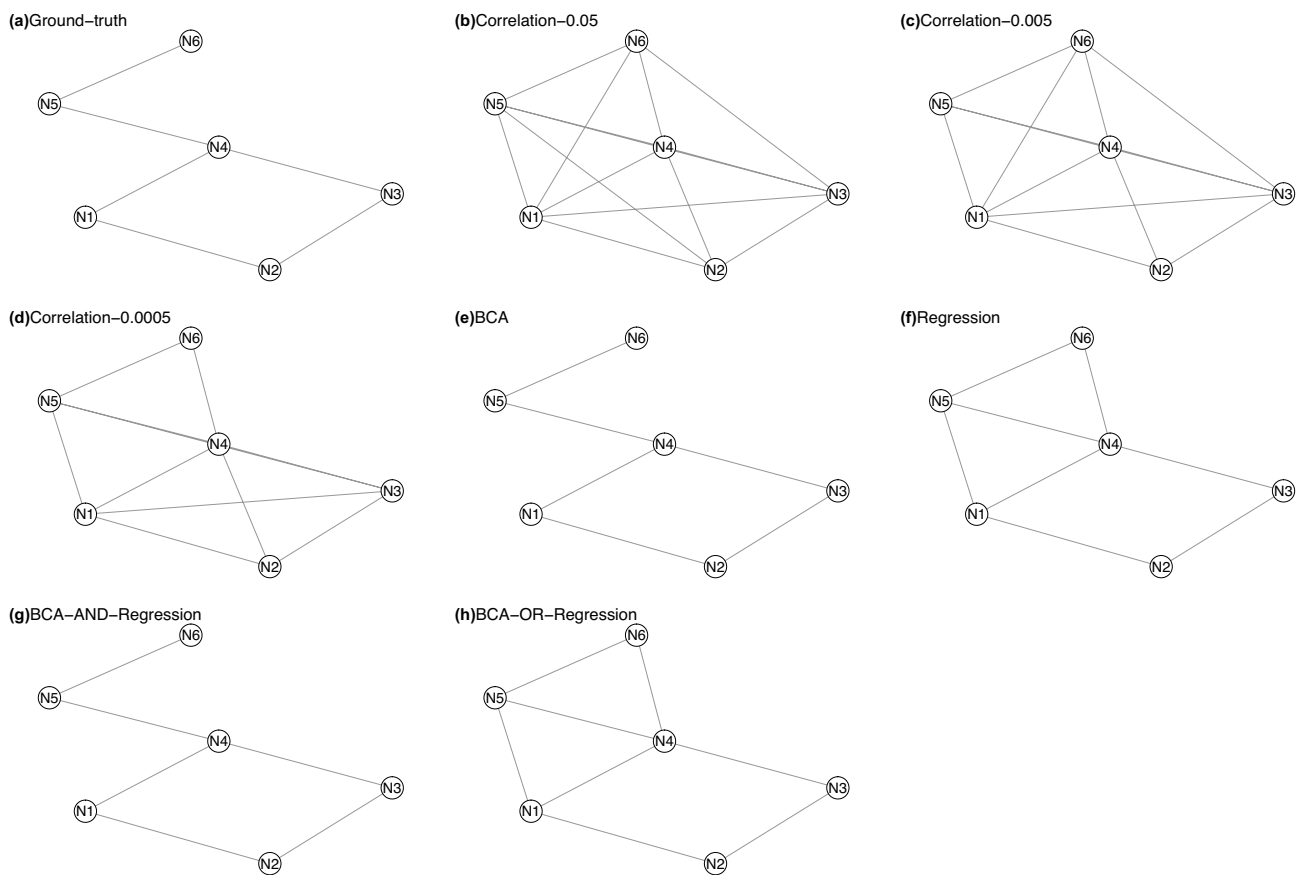 (a)Ground−truth
N6
N5
N4
N3
N1
N2
(b)Correlation−0.05
N6
N5
N4
N3
N1
N2
(c)Correlation−0.005
N6
N5
N4
N3
N1
N2
(d)Correlation−0.0005
N6
N5
N4
N3
N1
N2
(e)BCA
N6
N5
N4
N3
N1
N2
(f)Regression
N6
N5
N4
N3
N1
N2
(g)BCA−AND−Regression
N6
N5
N4
N3
N1
N2
(h)BCA−OR−Regression
N6
N5
N4
N3
N1
N2